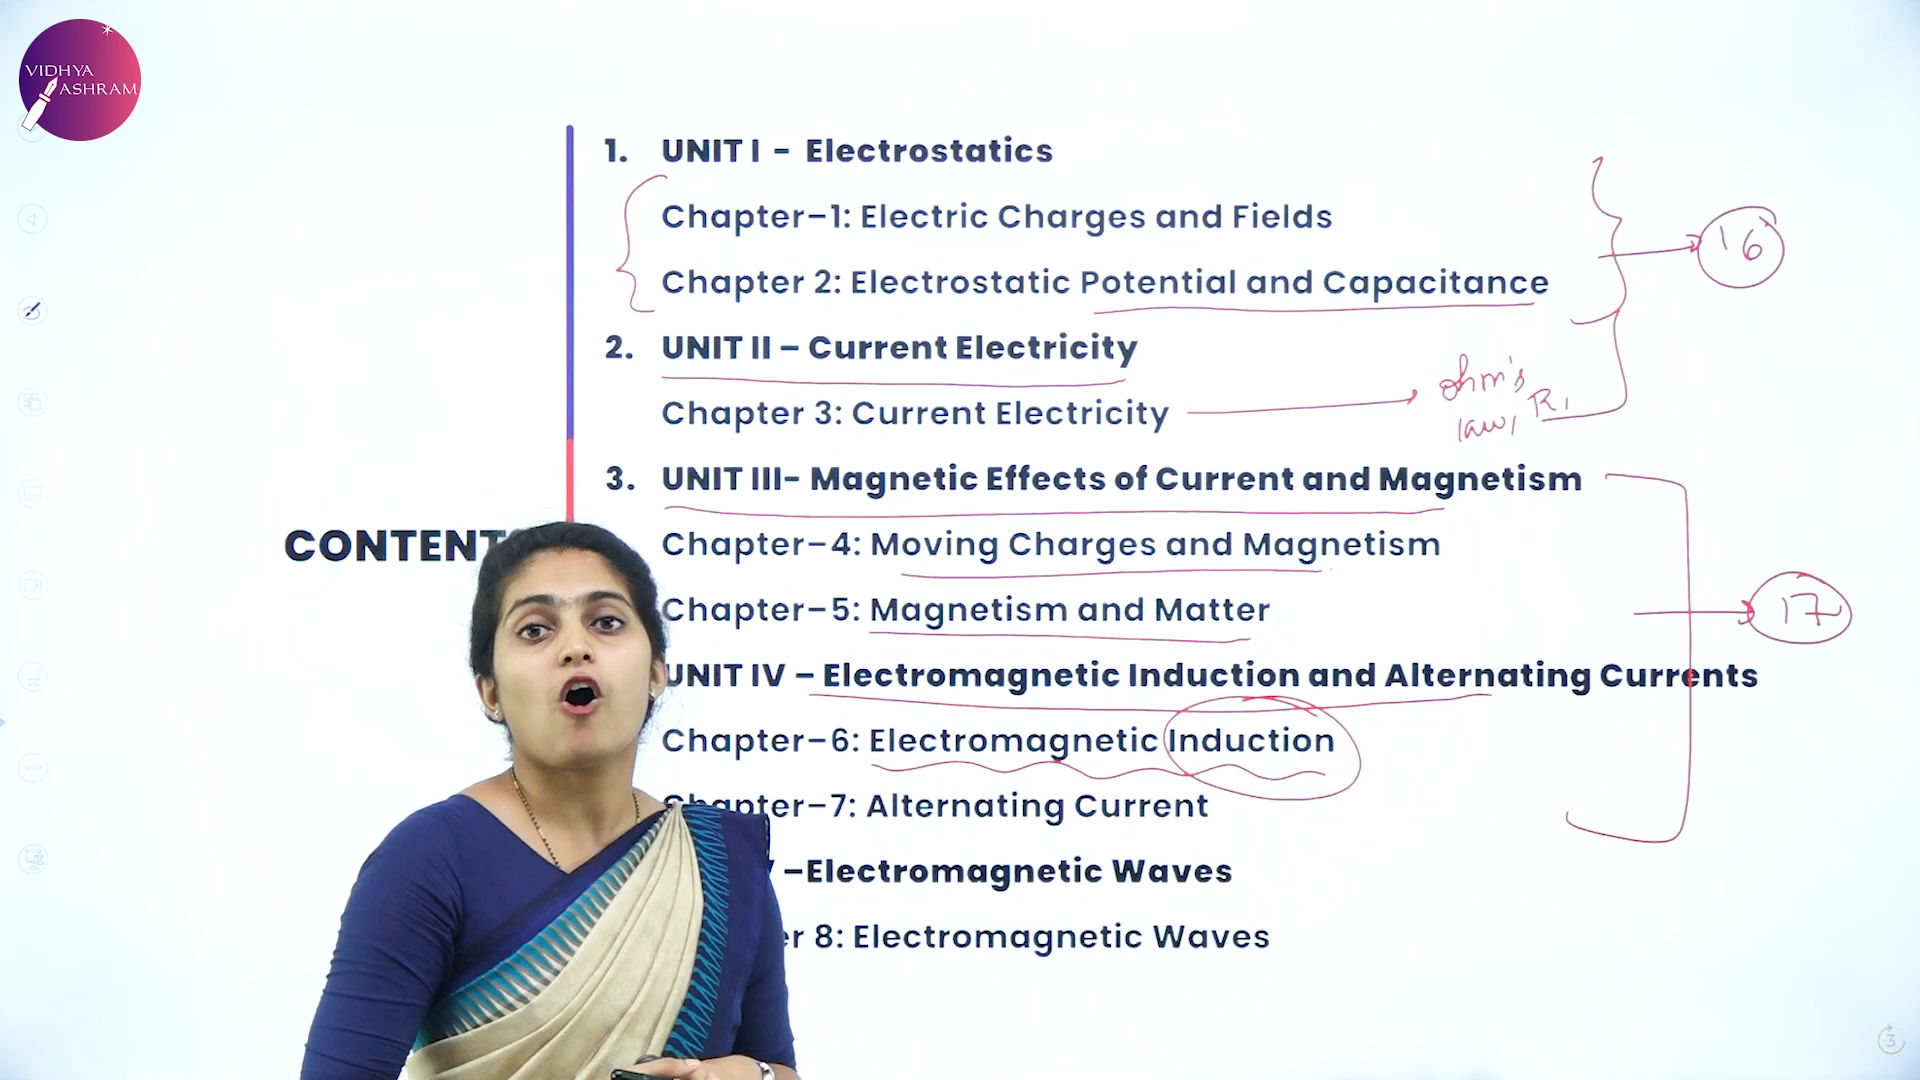 VIDHYA
ASHRAM
1. UNIT I - Electrostatics
Chapter–1: Electric Charges and Fields
Chapter 2: Electrostatic Potential and Capacitance
16
2. UNIT II – Current Electricity
Chapter 3: Current Electricity
ohm's
law, R,
3. UNIT III- Magnetic Effects of Current and Magnetism
CONTENT
Chapter–4: Moving Charges and Magnetism
Chapter–5: Magnetism and Matter
17
UNIT IV – Electromagnetic Induction and Alternating Currents
Chapter–6: Electromagnetic Induction
Chapter–7: Alternating Current
–Electromagnetic Waves
er 8: Electromagnetic Waves
3